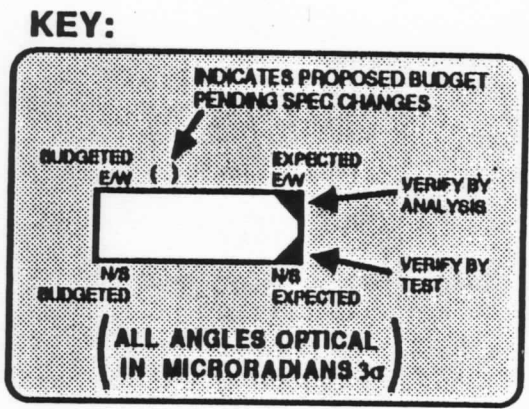 KEY:
INDICATES PROPOSED BUDGET
PENDING SPEC CHANGES
BUDGETED
E/W
( )
EXPECTED
E/W
VERIFY BY
ANALYSIS
N/S
BUDGETED
N/S
EXPECTED
VERIFY BY
TEST
ALL ANGLES OPTICAL
IN MICRORADIANS 3σ